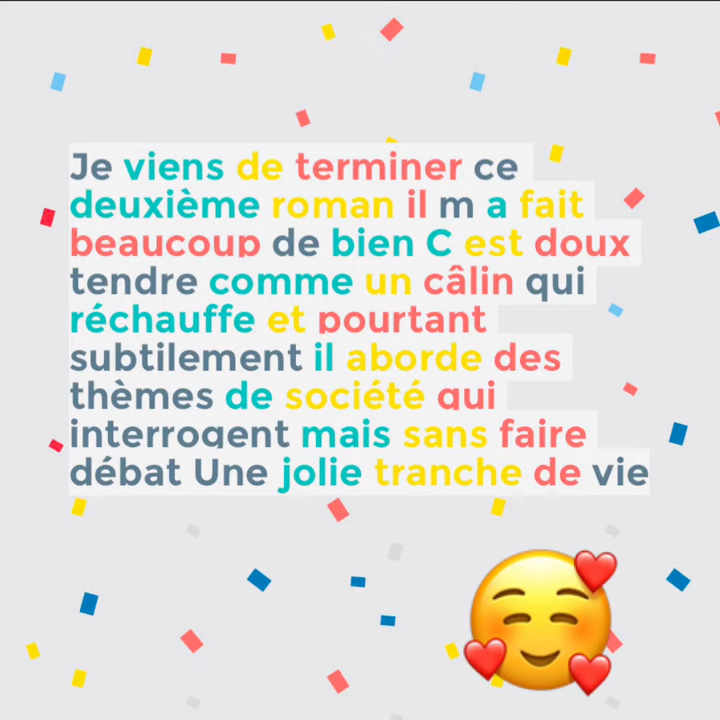 Je viens de terminer ce
deuxième roman il m a fait
beaucoup de bien C est doux
tendre comme un câlin qui
réchauffe et pourtant
subtilement il aborde des
thèmes de société qui
interrogent mais sans faire
débat Une jolie tranche de vie